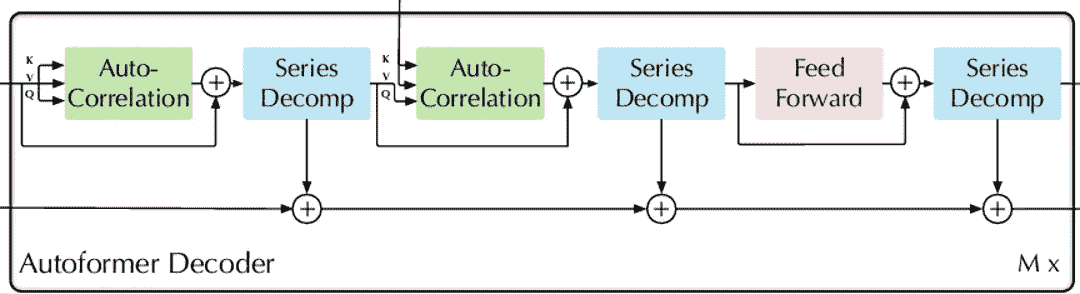 K
V
Q
Auto-
Correlation
Series
Decomp
K
V
Q
Auto-
Correlation
Series
Decomp
Feed
Forward
Series
Decomp
Autoformer Decoder
M x